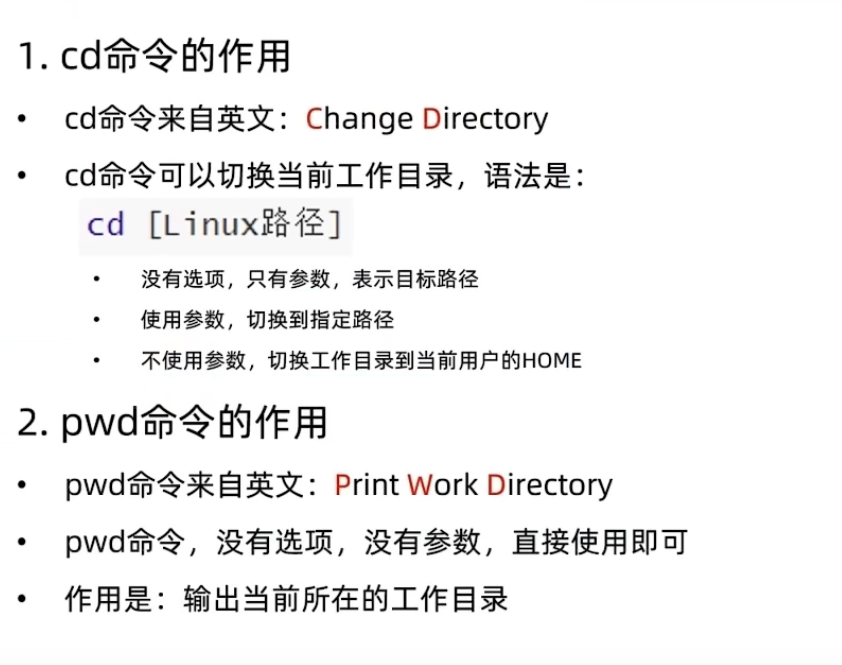 1. cd命令的作用
• cd命令来自英文：Change Directory
• cd命令可以切换当前工作目录，语法是：
cd [Linux路径]
• 没有选项，只有参数，表示目标路径
• 使用参数，切换到指定路径
• 不使用参数，切换工作目录到当前用户的HOME
2. pwd命令的作用
• pwd命令来自英文：Print Work Directory
• pwd命令，没有选项，没有参数，直接使用即可
• 作用是：输出当前所在的工作目录